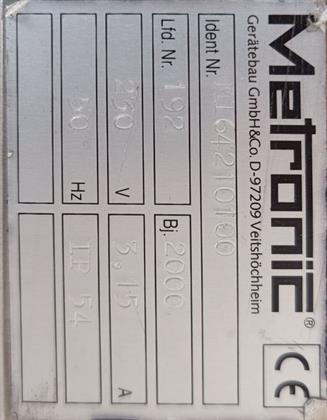 Metronic ®
Gerätebau GmbH&Co. D-97209 Veitshöchheim
CE
Ident Nr.
Lfd. Nr. 192 Bj. 2000
230 V 3,15 A
50 Hz IP 54